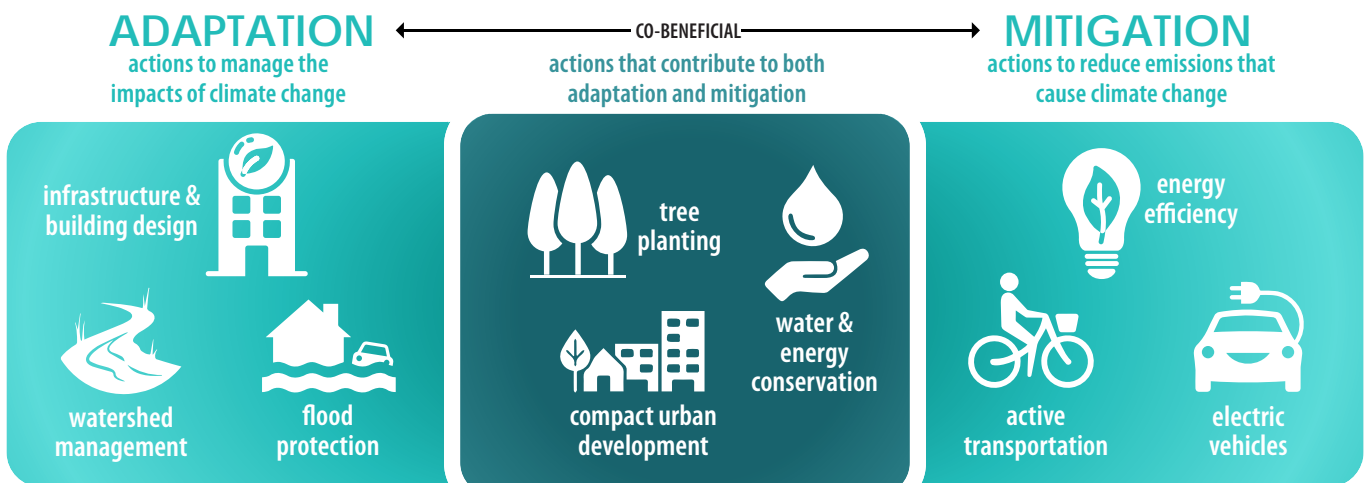 ADAPTATION
actions to manage the
impacts of climate change
CO-BENEFICIAL
actions that contribute to both
adaptation and mitigation
MITIGATION
actions to reduce emissions that
cause climate change
infrastructure &
building design
watershed
management
flood
protection
tree
planting
water &
energy
conservation
compact urban
development
energy
efficiency
active
transportation
electric
vehicles